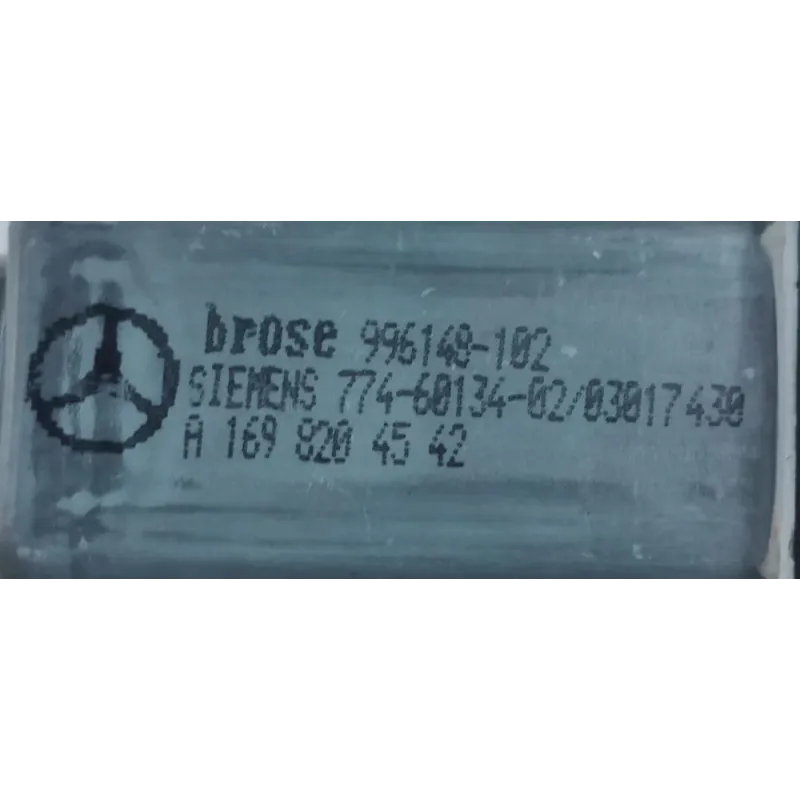 brose 996148-102
SIEMENS 774-60134-02/03017430
A 169 820 45 42